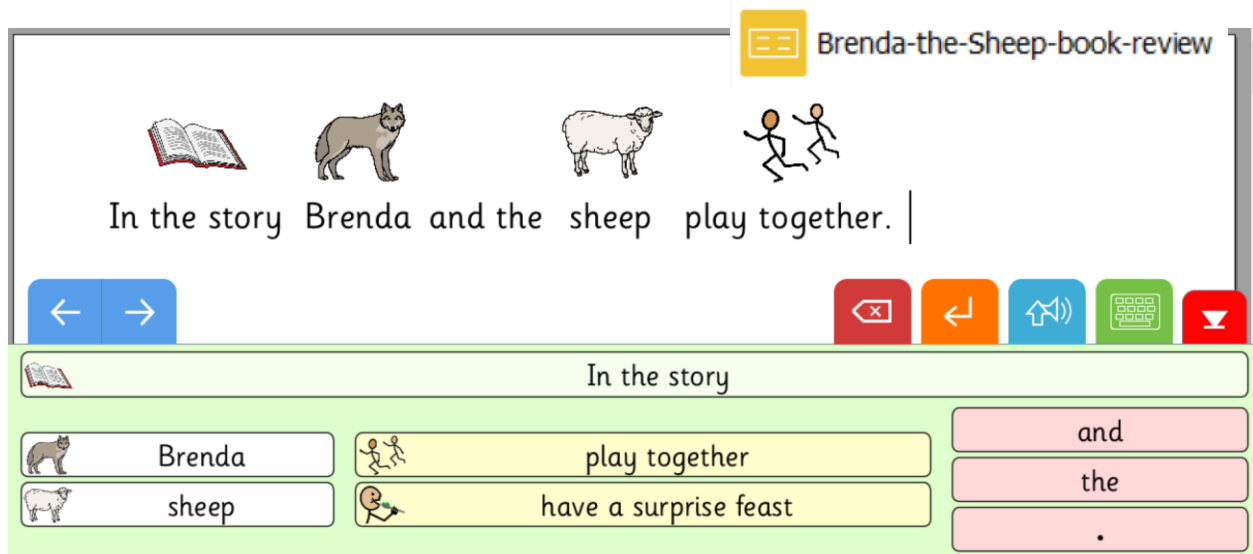 Brenda-the-Sheep-book-review
In the story Brenda and the sheep play together.
In the story
Brenda
play together
and
sheep
have a surprise feast
the
.